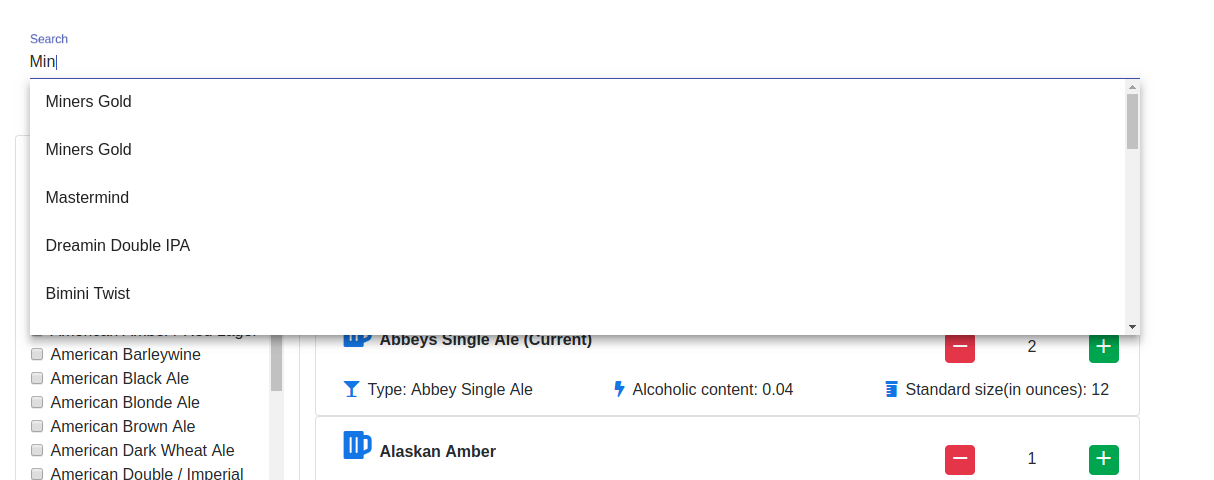 Search
Min
Miners Gold
Miners Gold
Mastermind
Dreamin Double IPA
Bimini Twist
American Barleywine
American Black Ale
American Blonde Ale
American Brown Ale
American Dark Wheat Ale
American Double / Imperial
Abbeys Single Ale (Current)
2
Type: Abbey Single Ale
Alcoholic content: 0.04
Standard size(in ounces): 12
Alaskan Amber
1